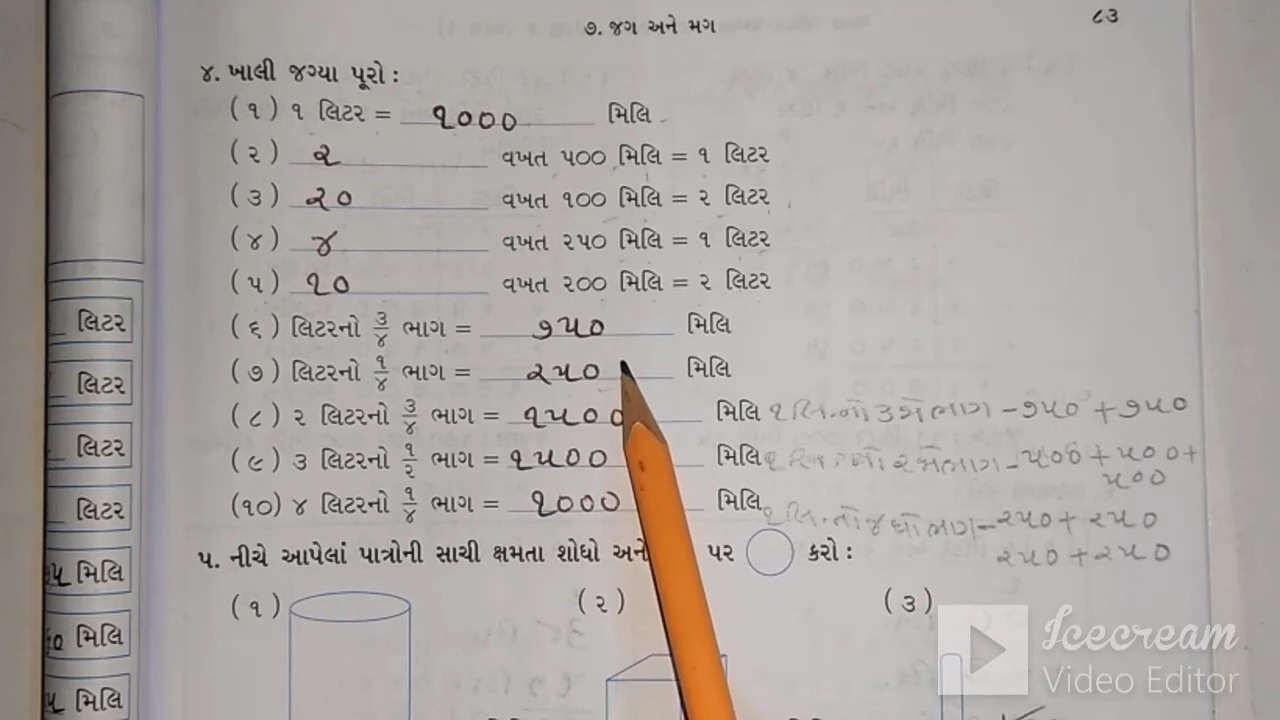 ૭. જગ અને મગ
૮૩
૪. ખાલી જગ્યા પૂરો :
(૧) ૧ લિટર = ૧૦૦૦ મિલિ
(૨) ૨ વખત ૫૦૦ મિલિ = ૧ લિટર
(૩) ૨૦ વખત ૧૦૦ મિલિ = ૨ લિટર
(૪) ૪ વખત ૨૫૦ મિલિ = ૧ લિટર
(૫) ૧૦ વખત ૨૦૦ મિલિ = ૨ લિટર
(૬) લિટરનો ૩/૪ ભાગ = ૭૫૦ મિલિ
(૭) લિટરનો ૧/૪ ભાગ = ૨૫૦ મિલિ
(૮) ૨ લિટરનો ૩/૪ ભાગ = ૧૫૦૦ મિલિ ૭૫૦ + ૭૫૦
(૯) ૩ લિટરનો ૧/૨ ભાગ = ૧૫૦૦ મિલિ ૫૦૦ + ૫૦૦ +
૫૦૦
(૧૦) ૪ લિટરનો ૧/૪ ભાગ = ૧૦૦૦ મિલિ ૨૫૦ + ૨૫૦
૨૫૦ + ૨૫૦
૫. નીચે આપેલાં પાત્રોની સાચી ક્ષમતા શોધો અને પર કરો :
(૧) (૨) (૩)
લિટર
લિટર
લિટર
લિટર
મિલિ
મિલિ
મિલિ
Icecream
Video Editor